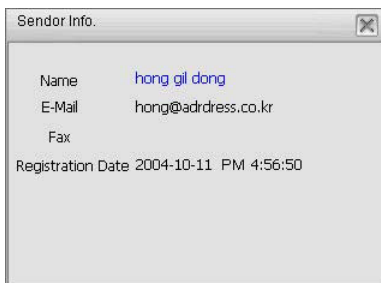 Sendor Info.
Name hong gil dong
E-Mail hong@adrdress.co.kr
Fax
Registration Date 2004-10-11 PM 4:56:50